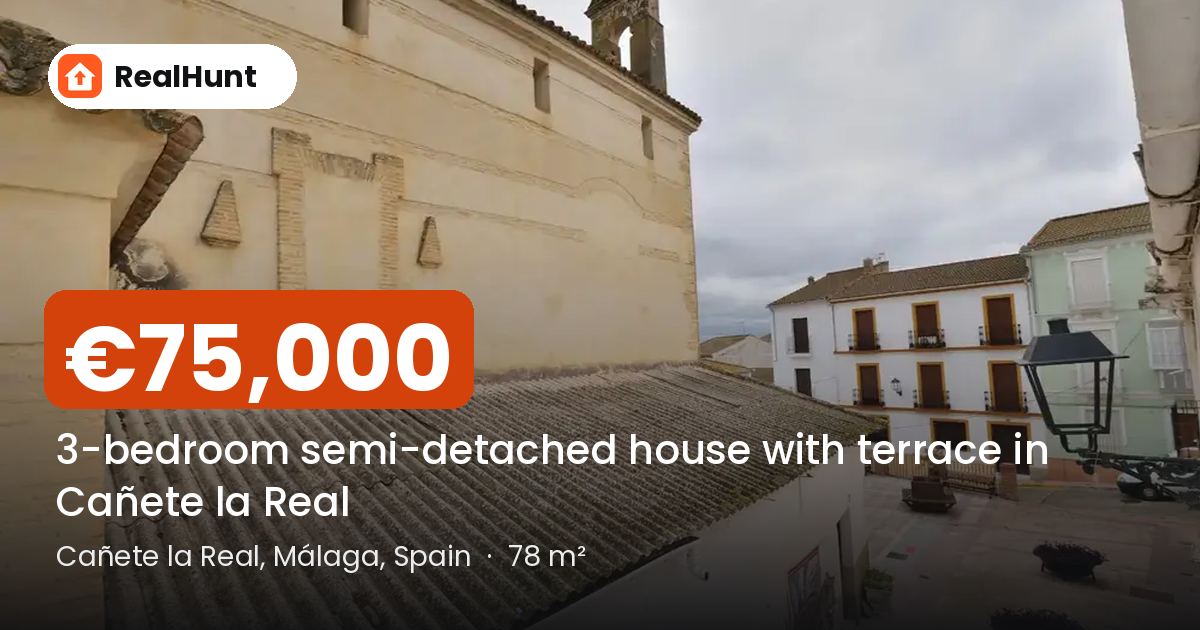 RealHunt
€75,000
3-bedroom semi-detached house with terrace in
Cañete la Real
Cañete la Real, Málaga, Spain · 78 m²